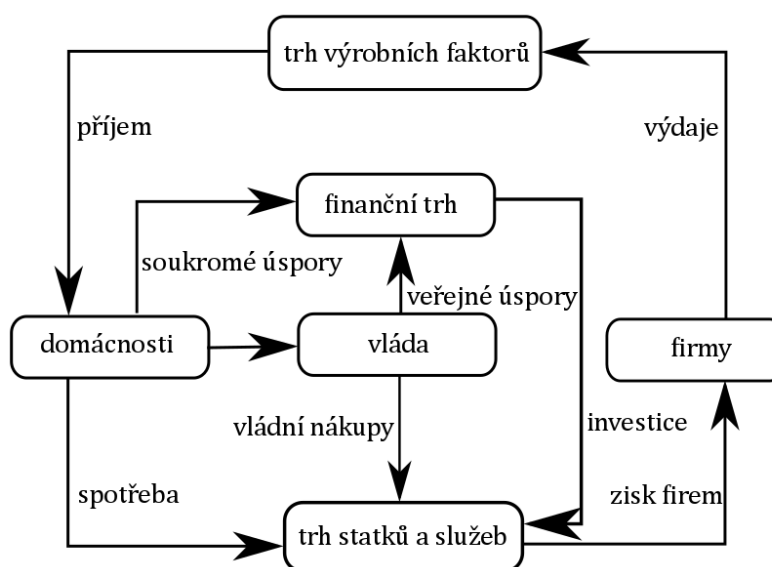 trh výrobních faktorů
příjem
výdaje
finanční trh
soukromé úspory
veřejné úspory
domácnosti
vláda
firmy
vládní nákupy
investice
spotřeba
zisk firem
trh statků a služeb